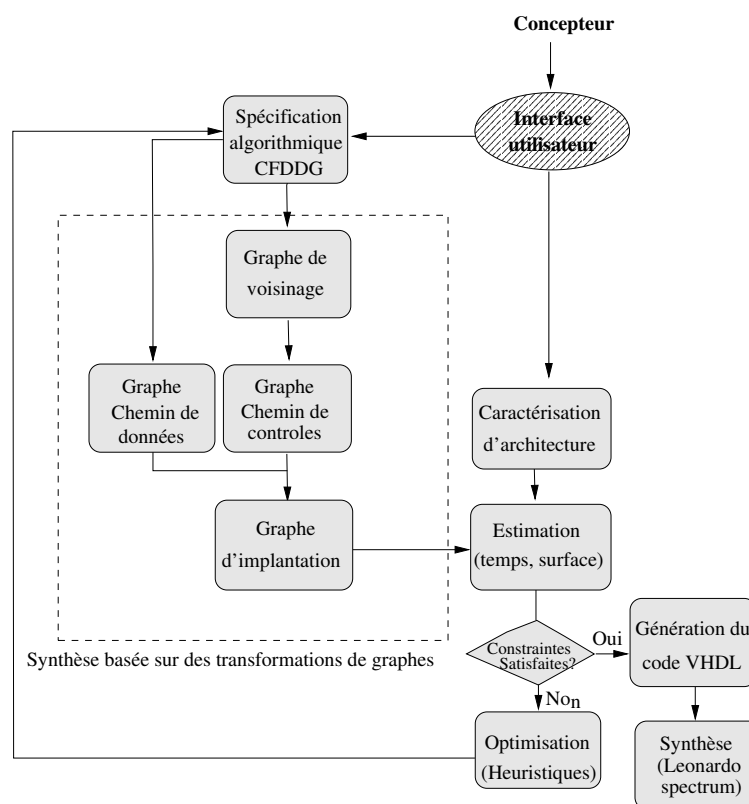 Concepteur
Interface
utilisateur
Spécification
algorithmique
CFDDG
Graphe de
voisinage
Graphe
Chemin de
données
Graphe
Chemin de
controles
Graphe
d'implantation
Synthèse basée sur des transformations de graphes
Caractérisation
d'architecture
Estimation
(temps, surface)
Constraintes
Satisfaites?
Oui
Non
Génération du
code VHDL
Synthèse
(Leonardo
spectrum)
Optimisation
(Heuristiques)